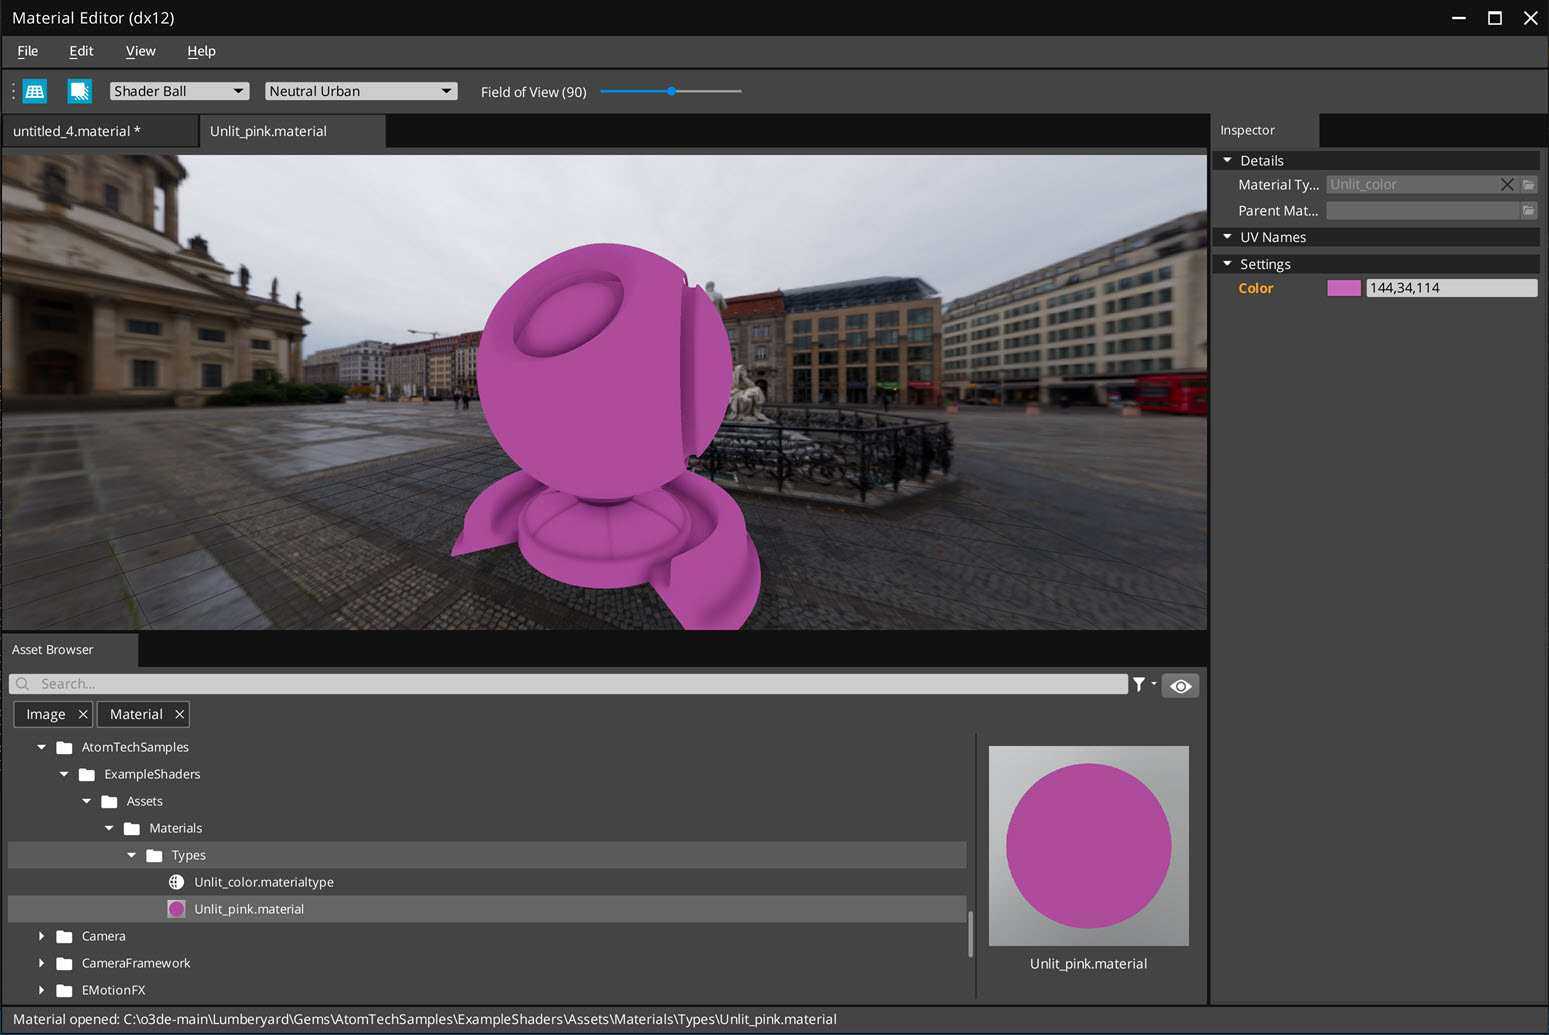 Material Editor (dx12)
File Edit View Help
Shader Ball Neutral Urban Field of View (90)
untitled_4.material * Unlit_pink.material
Inspector
Details
Material Ty... Unlit_color
Parent Mat...
UV Names
Settings
Color 144,34,114
Asset Browser
Search...
Image Material
AtomTechSamples
ExampleShaders
Assets
Materials
Types
Unlit_color.materialtype
Unlit_pink.material
Camera
CameraFramework
EMotionFX
Unlit_pink.material
Material opened: C:\o3de-main\Lumberyard\Gems\AtomTechSamples\ExampleShaders\Assets\Materials\Types\Unlit_pink.material